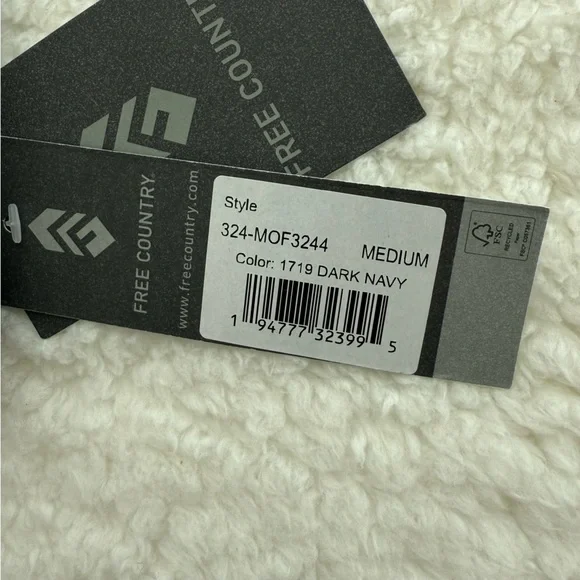 FREE COUNTRY
FREE COUNTRY.
www.freecountry.com
Style
324-MOF3244 MEDIUM
Color: 1719 DARK NAVY
1 94777 32399 5
FSC
RECYCLED